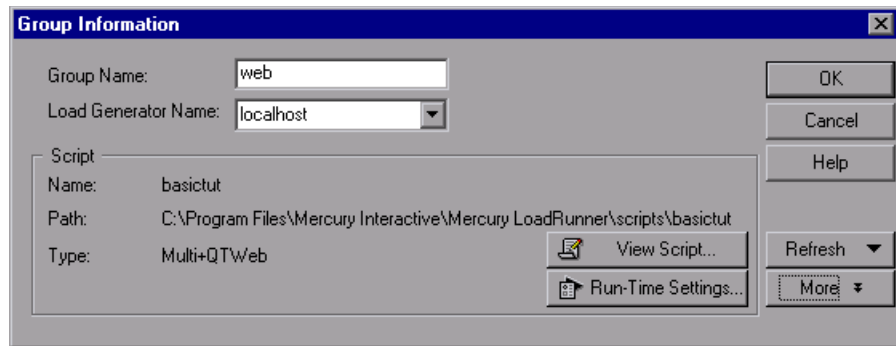 Group Information
Group Name: web
OK
Load Generator Name: localhost
Cancel
Script
Help
Name: basictut
Path: C:\Program Files\Mercury Interactive\Mercury LoadRunner\scripts\basictut
Type: Multi+QTWeb
View Script...
Refresh
Run-Time Settings...
More